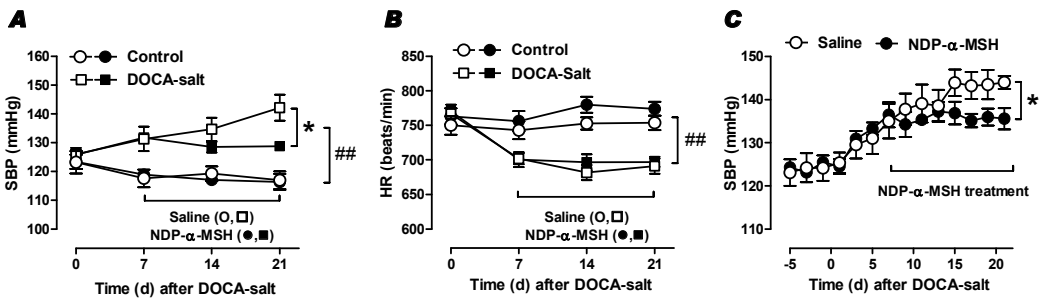 A
160
150
140
130
120
110
100
SBP (mmHg)
Control
DOCA-salt
*
##
Saline (O,□)
NDP-α-MSH (●,■)
0 7 14 21
Time (d) after DOCA-salt
B
850
800
750
700
650
600
HR (beats/min)
Control
DOCA-Salt
##
Saline (O,□)
NDP-α-MSH (●,■)
0 7 14 21
Time (d) after DOCA-salt
C
Saline NDP-α-MSH
150
140
130
120
110
SBP (mmHg)
*
NDP-α-MSH treatment
-5 0 5 10 15 20
Time (d) after DOCA-salt